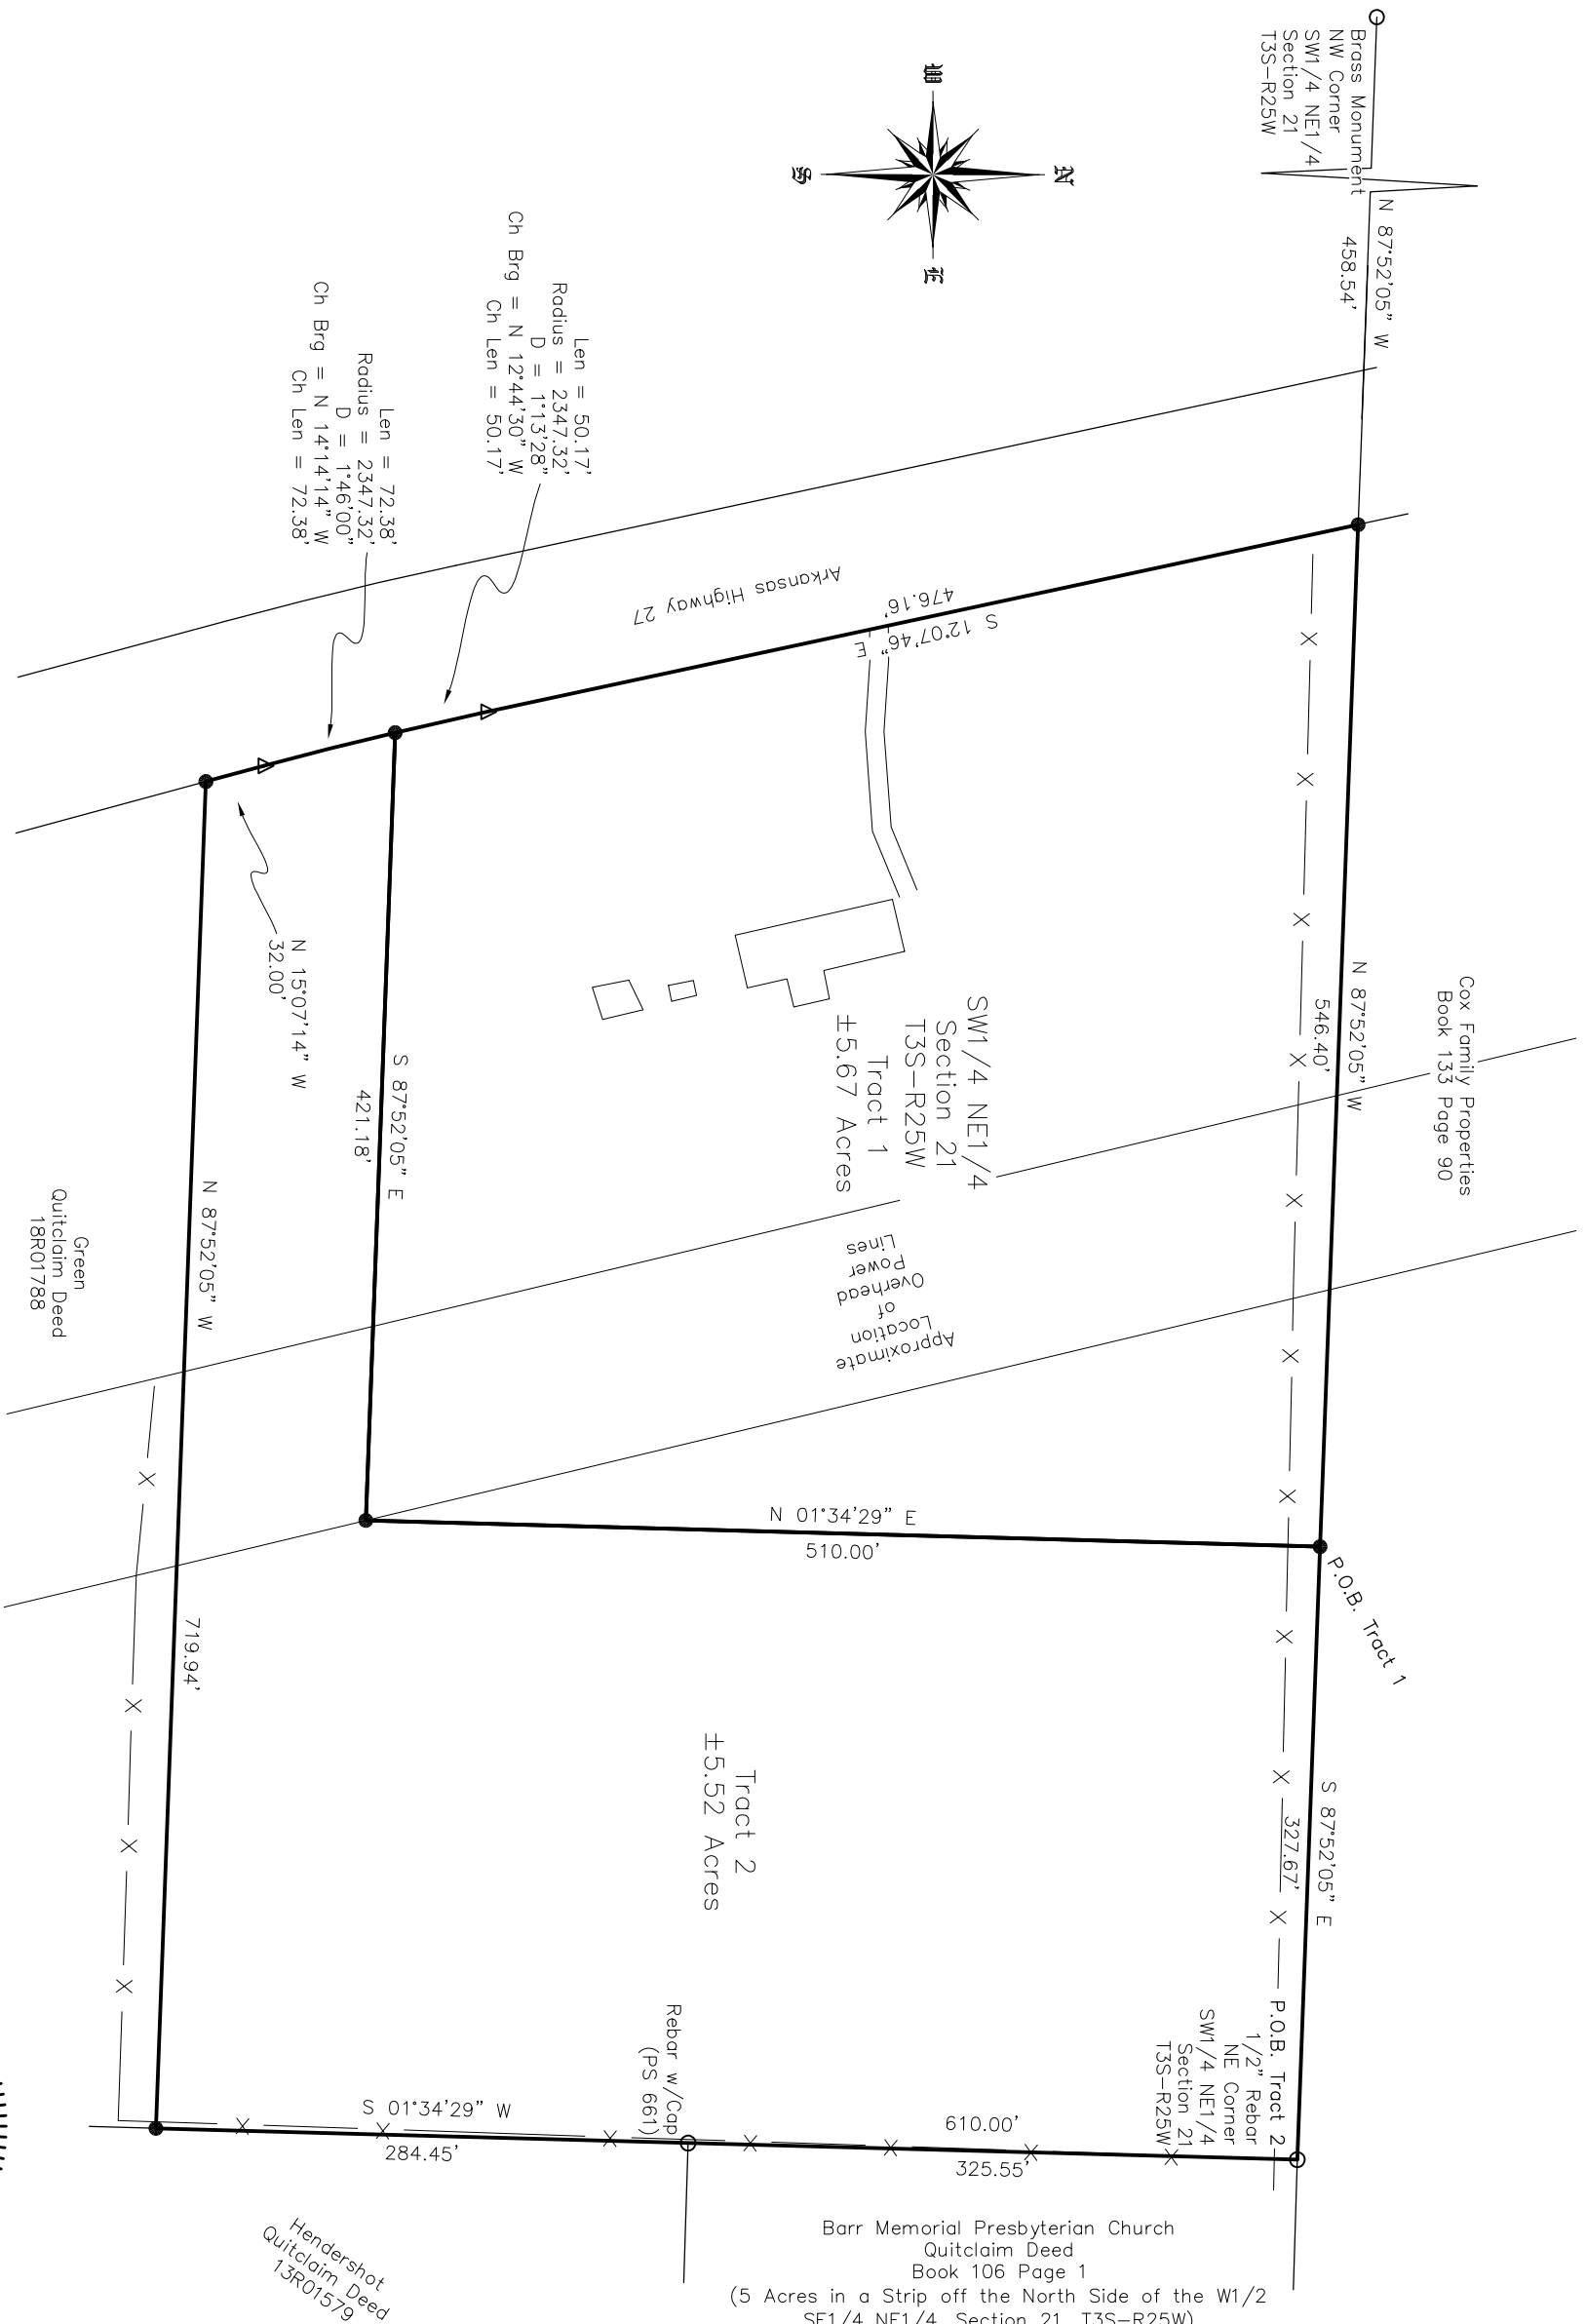 Brass Monument
NW Corner
SW1/4 NE1/4
Section 21
T3S-R25W
N 87°52'05" W
458.54'
W
N
S
E
Len = 50.17'
Radius = 2347.32'
D = 1°13'28"
Ch Brg = N 12°44'30" W
Ch Len = 50.17'
Len = 72.38'
Radius = 2347.32'
D = 1°46'00"
Ch Brg = N 14°14'14" W
Ch Len = 72.38'
Arkansas Highway 27
476.16'
S 12°07'46" E
N 15°07'14" W
32.00'
Cox Family Properties
Book 133 Page 90
N 87°52'05" W
546.40'
SW1/4 NE1/4
Section 21
T3S-R25W
Tract 1
±5.67 Acres
S 87°52'05" E
421.18'
Approximate
Location
of
Overhead
Power
Lines
N 87°52'05" W
719.94'
Green
Quitclaim Deed
18R01788
N 01°34'29" E
510.00'
P.O.B. Tract 1
S 87°52'05" E
327.67'
Tract 2
±5.52 Acres
P.O.B. Tract 2
1/2" Rebar
NE Corner
SW1/4 NE1/4
Section 21
T3S-R25W
Rebar w/Cap
(PS 661)
S 01°34'29" W
610.00'
284.45'
325.55'
Hendershot
Quitclaim Deed
13R01579
Barr Memorial Presbyterian Church
Quitclaim Deed
Book 106 Page 1
(5 Acres in a Strip off the North Side of the W1/2
SE1/4 NE1/4, Section 21, T3S-R25W)